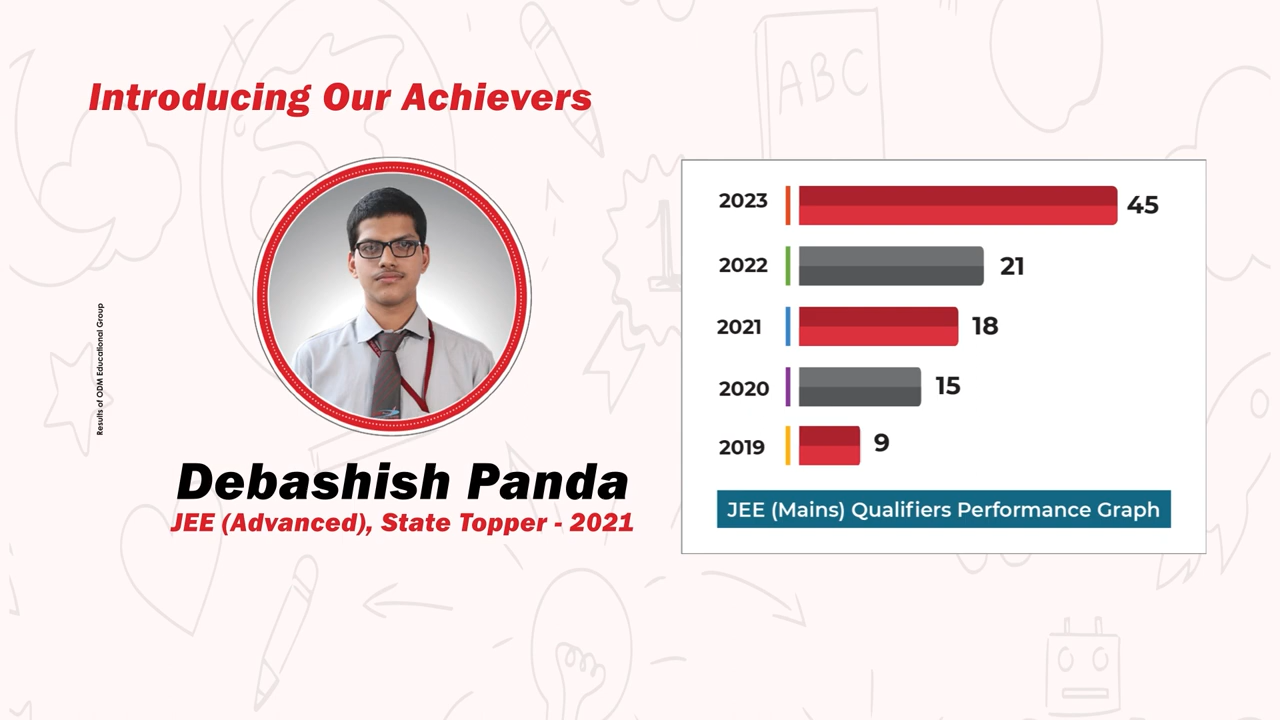 Introducing Our Achievers
ABC
1
Results of ODM Educational Group
Debashish Panda
JEE (Advanced), State Topper - 2021
2023 45
2022 21
2021 18
2020 15
2019 9
JEE (Mains) Qualifiers Performance Graph